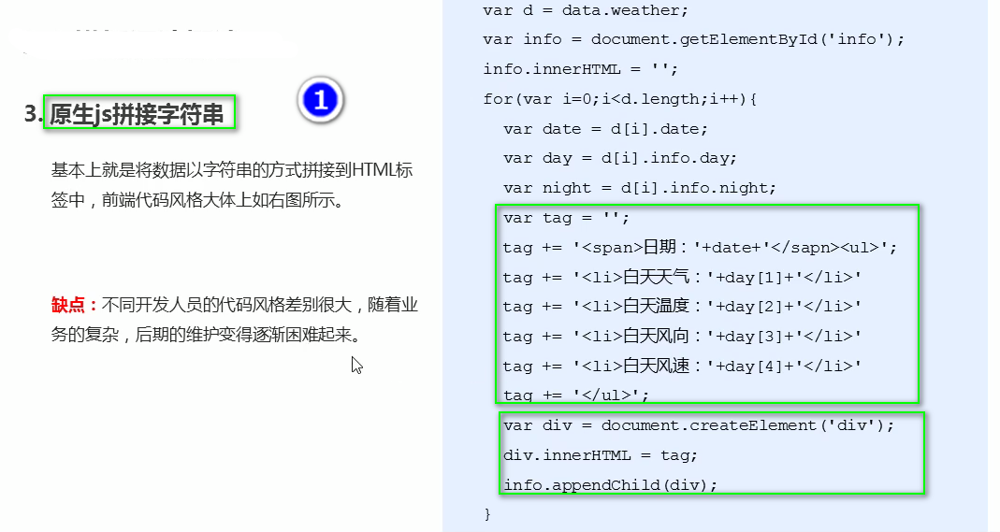 3. 原生js拼接字符串
1
基本上就是将数据以字符串的方式拼接到HTML标
签中，前端代码风格大体上如右图所示。
缺点：不同开发人员的代码风格差别很大，随着业
务的复杂，后期的维护变得逐渐困难起来。
var d = data.weather;
var info = document.getElementById('info');
info.innerHTML = '';
for(var i=0;i<d.length;i++){
  var date = d[i].date;
  var day = d[i].info.day;
  var night = d[i].info.night;
  var tag = '';
  tag += '<span>日期：'+date+'</sapn><ul>';
  tag += '<li>白天天气：'+day[1]+'</li>'
  tag += '<li>白天温度：'+day[2]+'</li>'
  tag += '<li>白天风向：'+day[3]+'</li>'
  tag += '<li>白天风速：'+day[4]+'</li>'
  tag += '</ul>';
  var div = document.createElement('div');
  div.innerHTML = tag;
  info.appendChild(div);
}